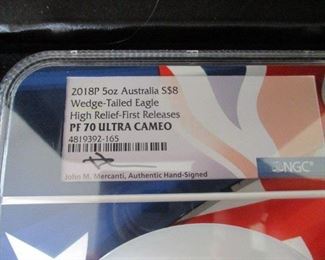 2018P 5oz Australia S$8
Wedge-Tailed Eagle
High Relief-First Releases
PF 70 ULTRA CAMEO
4819392-165
John M. Mercanti, Authentic Hand-Signed
NGC